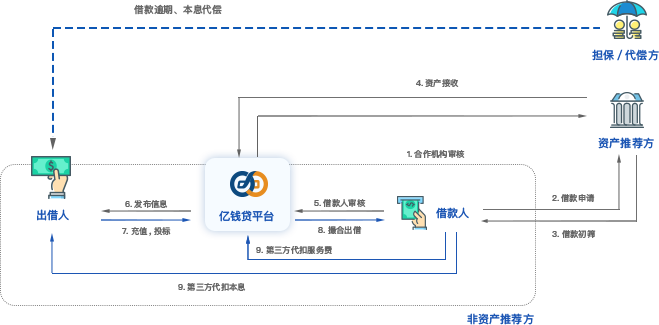 借款逾期、本息代偿
担保 / 代偿方
4. 资产接收
资产推荐方
1. 合作机构审核
6. 发布信息
5. 借款人审核
2. 借款申请
出借人
亿钱贷平台
借款人
7. 充值，投标
8. 撮合出借
3. 借款初筛
9. 第三方代扣服务费
9. 第三方代扣本息
非资产推荐方